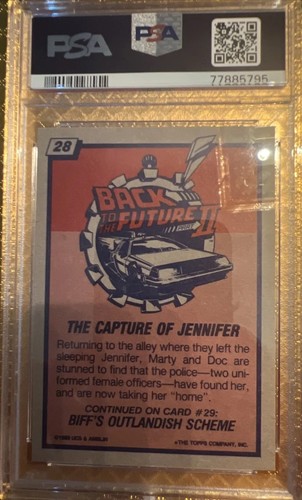 PSA PSA
77885795
28
BACK
TO THE
FUTURE II
THE CAPTURE OF JENNIFER
Returning to the alley where they left the
sleeping Jennifer, Marty and Doc are
stunned to find that the police—two uni-
formed female officers—have found her,
and are now taking her "home".
CONTINUED ON CARD #29:
BIFF'S OUTLANDISH SCHEME
©1989 UCS & AMBLIN
©THE TOPPS COMPANY, INC.